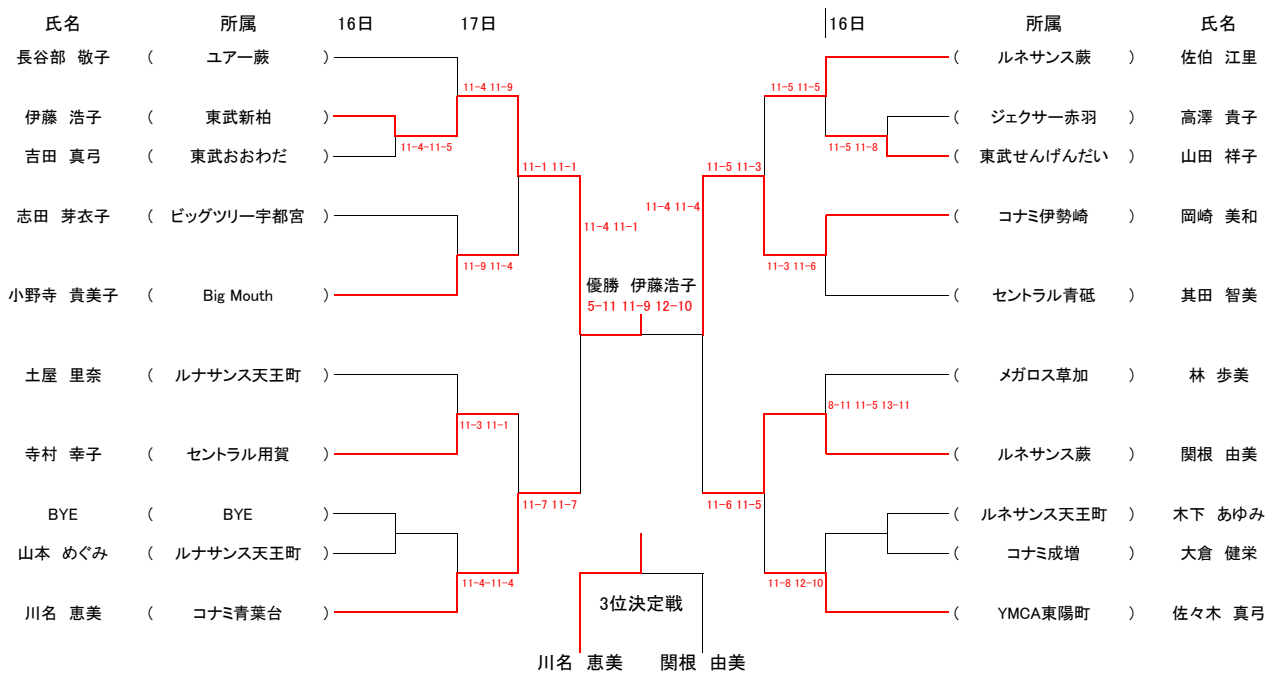 氏名 所属 16日 17日 16日 所属 氏名
長谷部 敬子 ( ユアー蕨 ) ( ルネサンス蕨 ) 佐伯 江里
11-4 11-9 11-5 11-5
伊藤 浩子 ( 東武新柏 ) ( ジェクサー赤羽 ) 高澤 貴子
11-4-11-5 11-5 11-8
吉田 真弓 ( 東武おおわだ ) ( 東武せんげんだい ) 山田 祥子
11-1 11-1 11-5 11-3
11-4 11-4
志田 芽衣子 ( ビッグツリー宇都宮 ) ( コナミ伊勢崎 ) 岡崎 美和
11-4 11-1
11-9 11-4 11-3 11-6
優勝 伊藤浩子
小野寺 貴美子 ( Big Mouth ) ( セントラル青砥 ) 其田 智美
5-11 11-9 12-10
土屋 里奈 ( ルナサンス天王町 ) ( メガロス草加 ) 林 歩美
8-11 11-5 13-11
11-3 11-1
寺村 幸子 ( セントラル用賀 ) ( ルネサンス蕨 ) 関根 由美
11-7 11-7 11-6 11-5
BYE ( BYE ) ( ルネサンス天王町 ) 木下 あゆみ
山本 めぐみ ( ルナサンス天王町 ) ( コナミ成増 ) 大倉 健栄
11-4-11-4 11-8 12-10
3位決定戦
川名 恵美 ( コナミ青葉台 ) ( YMCA東陽町 ) 佐々木 真弓
川名 恵美 関根 由美